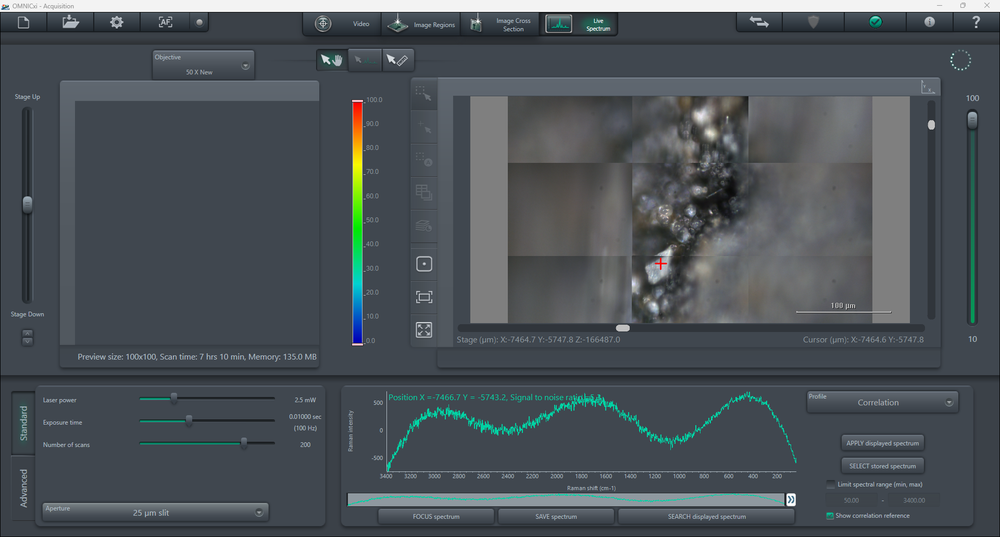 OMNICxi - Acquisition
AF
Video
Image Regions
Image Cross
Section
Live
Spectrum
i
?
Objective
50 X New
Stage Up
Stage Down
100.0
90.0
80.0
70.0
60.0
50.0
40.0
30.0
20.0
10.0
0.0
Preview size: 100x100, Scan time: 7 hrs 10 min, Memory: 135.0 MB
A
Y
X
100 µm
Stage (µm): X:-7464.7 Y:-5747.8 Z:-166487.0
Cursor (µm): X:-7464.6 Y:-5747.8
100
10
Standard
Advanced
Laser power
2.5 mW
Exposure time
0.01000 sec
(100 Hz)
Number of scans
200
Aperture
25 µm slit
Position X =-7466.7 Y = -5743.2, Signal to noise ratio =5.3
Raman intensity
500
0
-500
3400 3200 3000 2800 2600 2400 2200 2000 1800 1600 1400 1200 1000 800 600 400 200
Raman shift (cm-1)
FOCUS spectrum
SAVE spectrum
SEARCH displayed spectrum
Profile
Correlation
APPLY displayed spectrum
SELECT stored spectrum
Limit spectral range (min, max)
50.00 - 3400.00
Show correlation reference